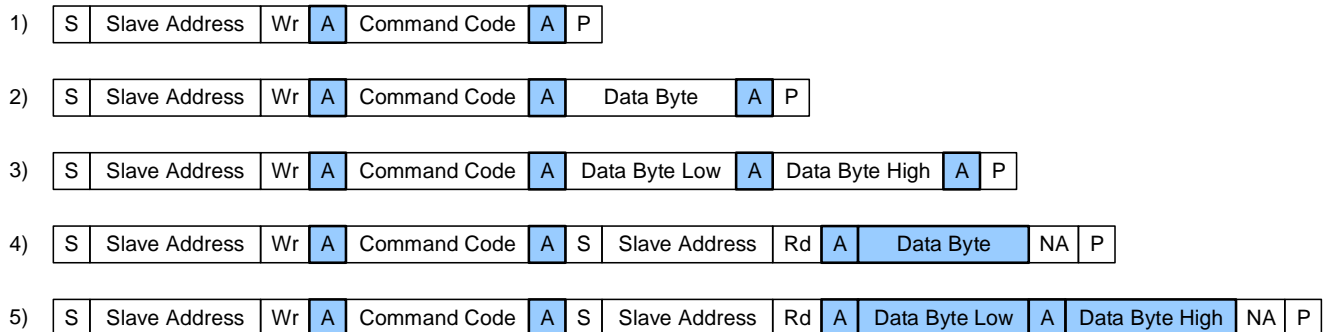 1) S Slave Address Wr A Command Code A P
2) S Slave Address Wr A Command Code A Data Byte A P
3) S Slave Address Wr A Command Code A Data Byte Low A Data Byte High A P
4) S Slave Address Wr A Command Code A S Slave Address Rd A Data Byte NA P
5) S Slave Address Wr A Command Code A S Slave Address Rd A Data Byte Low A Data Byte High NA P